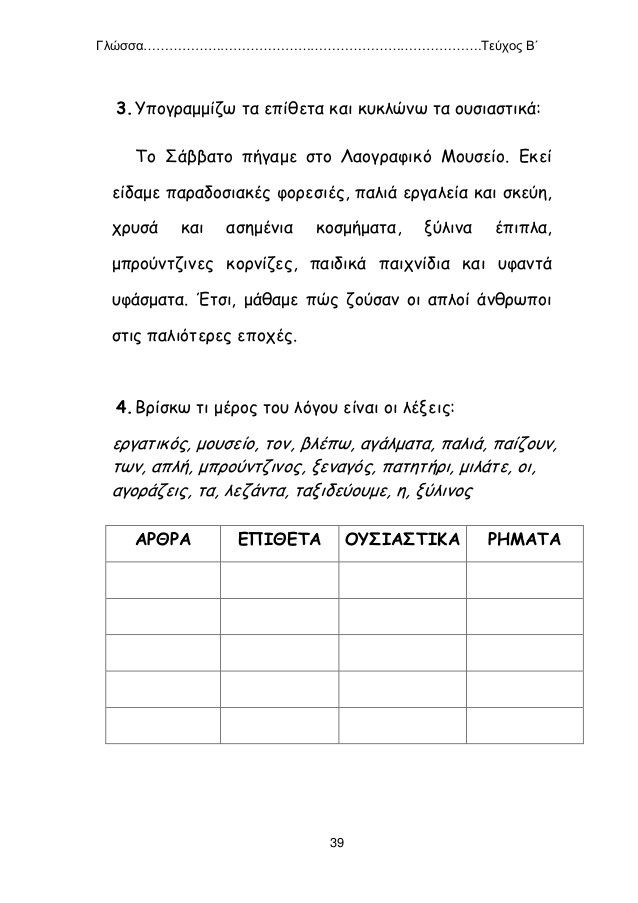 Γλώσσα……………………………………………………………………….Τεύχος Β΄
3. Υπογραμμίζω τα επίθετα και κυκλώνω τα ουσιαστικά:
Το Σάββατο πήγαμε στο Λαογραφικό Μουσείο. Εκεί
είδαμε παραδοσιακές φορεσιές, παλιά εργαλεία και σκεύη,
χρυσά και ασημένια κοσμήματα, ξύλινα έπιπλα,
μπρούντζινες κορνίζες, παιδικά παιχνίδια και υφαντά
υφάσματα. Έτσι, μάθαμε πώς ζούσαν οι απλοί άνθρωποι
στις παλιότερες εποχές.
4. Βρίσκω τι μέρος του λόγου είναι οι λέξεις:
εργατικός, μουσείο, τον, βλέπω, αγάλματα, παλιά, παίζουν,
των, απλή, μπρούντζινος, ξεναγός, πατητήρι, μιλάτε, οι,
αγοράζεις, τα, λεζάντα, ταξιδεύουμε, η, ξύλινος
ΑΡΘΡΑ ΕΠΙΘΕΤΑ ΟΥΣΙΑΣΤΙΚΑ ΡΗΜΑΤΑ
39